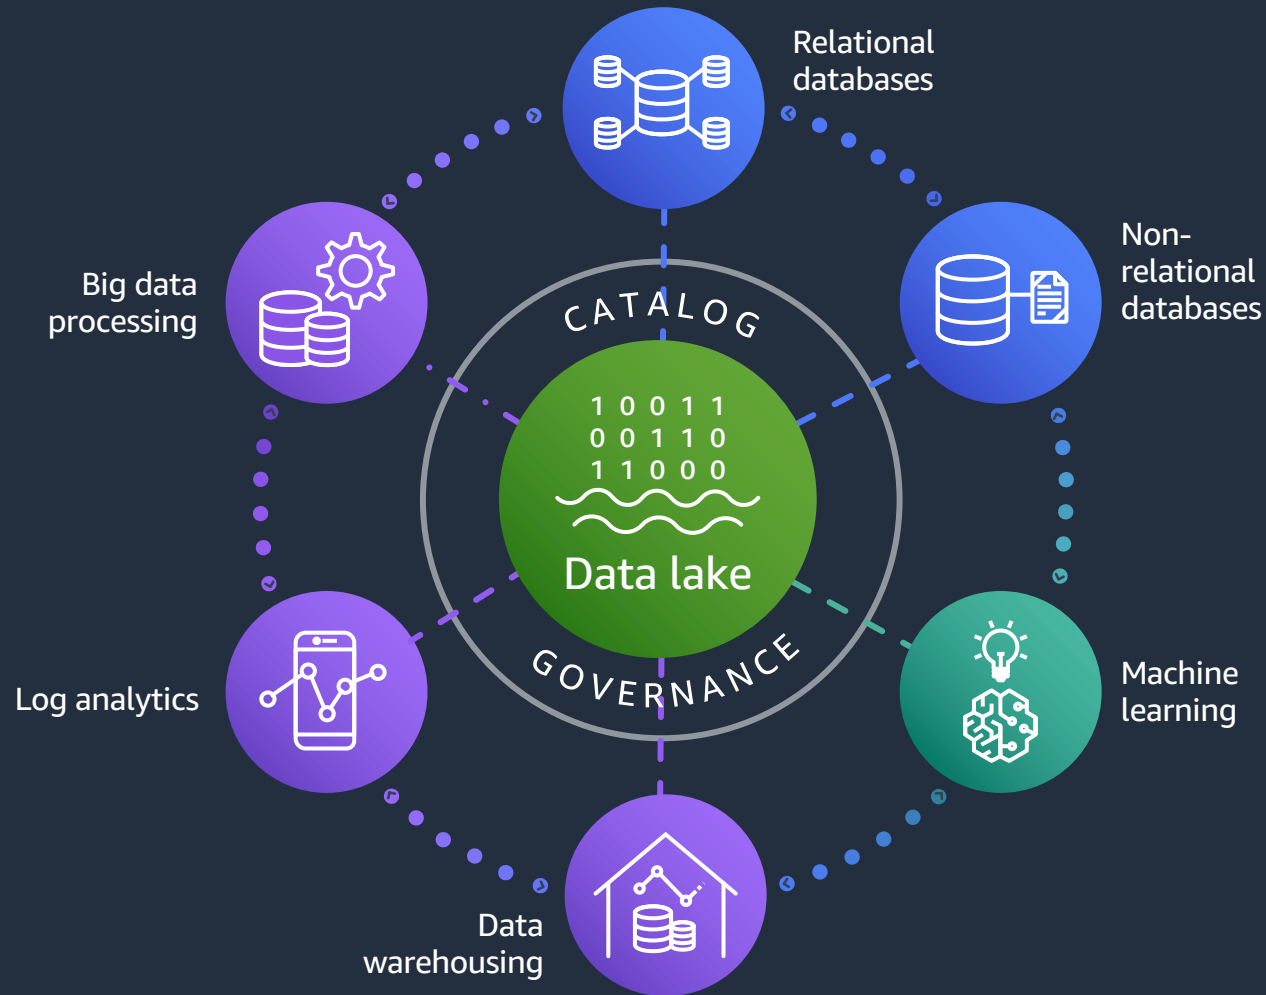 Relational
databases
Non-
relational
databases
Big data
processing
CATALOG
1 0 0 1 1
0 0 1 1 0
1 1 0 0 0
Data lake
GOVERNANCE
Log analytics
Machine
learning
Data
warehousing